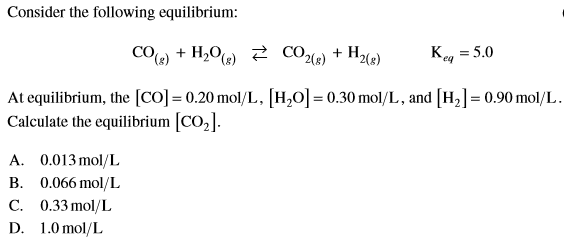 Consider the following equilibrium:
CO(g) + H₂O(g) ⇄ CO₂(g) + H₂(g) Keq = 5.0
At equilibrium, the [CO] = 0.20 mol/L, [H₂O] = 0.30 mol/L, and [H₂] = 0.90 mol/L.
Calculate the equilibrium [CO₂].
A. 0.013 mol/L
B. 0.066 mol/L
C. 0.33 mol/L
D. 1.0 mol/L